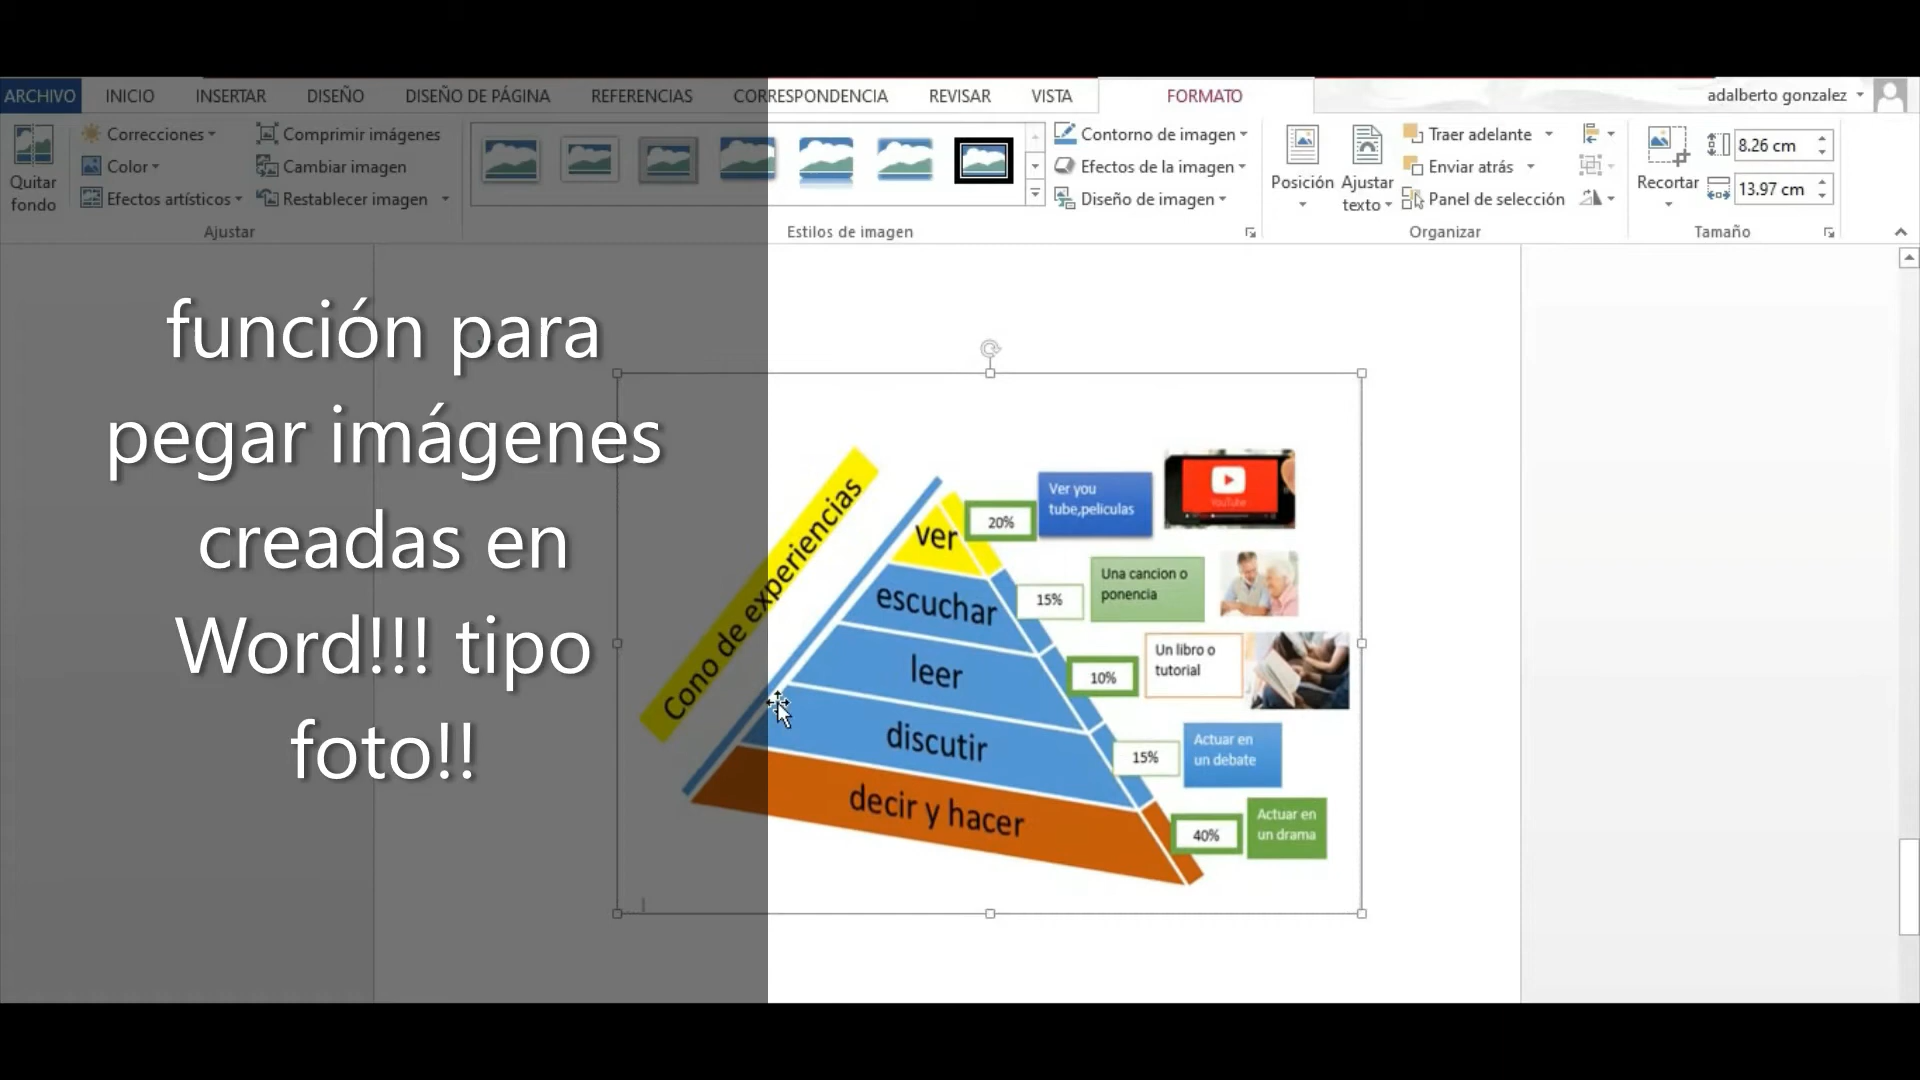 ARCHIVO INICIO INSERTAR DISEÑO DISEÑO DE PÁGINA REFERENCIAS CORRESPONDENCIA REVISAR VISTA FORMATO adalberto gonzalez
Quitar
fondo
Correcciones
Color
Efectos artísticos
Comprimir imágenes
Cambiar imagen
Restablecer imagen
Ajustar
Contorno de imagen
Efectos de la imagen
Diseño de imagen
Estilos de imagen
Posición
Ajustar
texto
Traer adelante
Enviar atrás
Panel de selección
Organizar
Recortar
8.26 cm
13.97 cm
Tamaño
función para
pegar imágenes
creadas en
Word!!! tipo
foto!!
Cono de experiencias
ver
20%
Ver you
tube,peliculas
YouTube
escuchar
15%
Una cancion o
ponencia
leer
10%
Un libro o
tutorial
discutir
15%
Actuar en
un debate
decir y hacer
40%
Actuar en
un drama